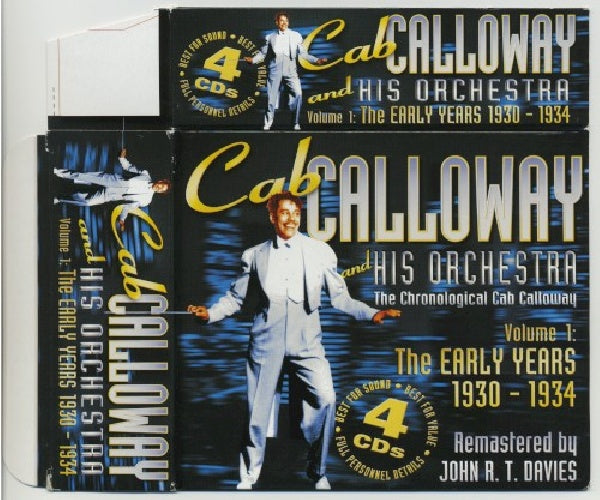 BEST FOR SOUND • BEST FOR VALUE • FULL PERSONNEL DETAILS •
4
CDs
Cab CALLOWAY
and HIS ORCHESTRA
Volume 1: The EARLY YEARS 1930 - 1934
Cab CALLOWAY
and HIS ORCHESTRA
The Chronological Cab Calloway
Volume 1:
The EARLY YEARS
1930 - 1934
BEST FOR SOUND • BEST FOR VALUE • FULL PERSONNEL DETAILS •
4
CDs
Remastered by
JOHN R. T. DAVIES
Cab CALLOWAY
and HIS ORCHESTRA
Volume 1: The EARLY YEARS 1930 - 1934